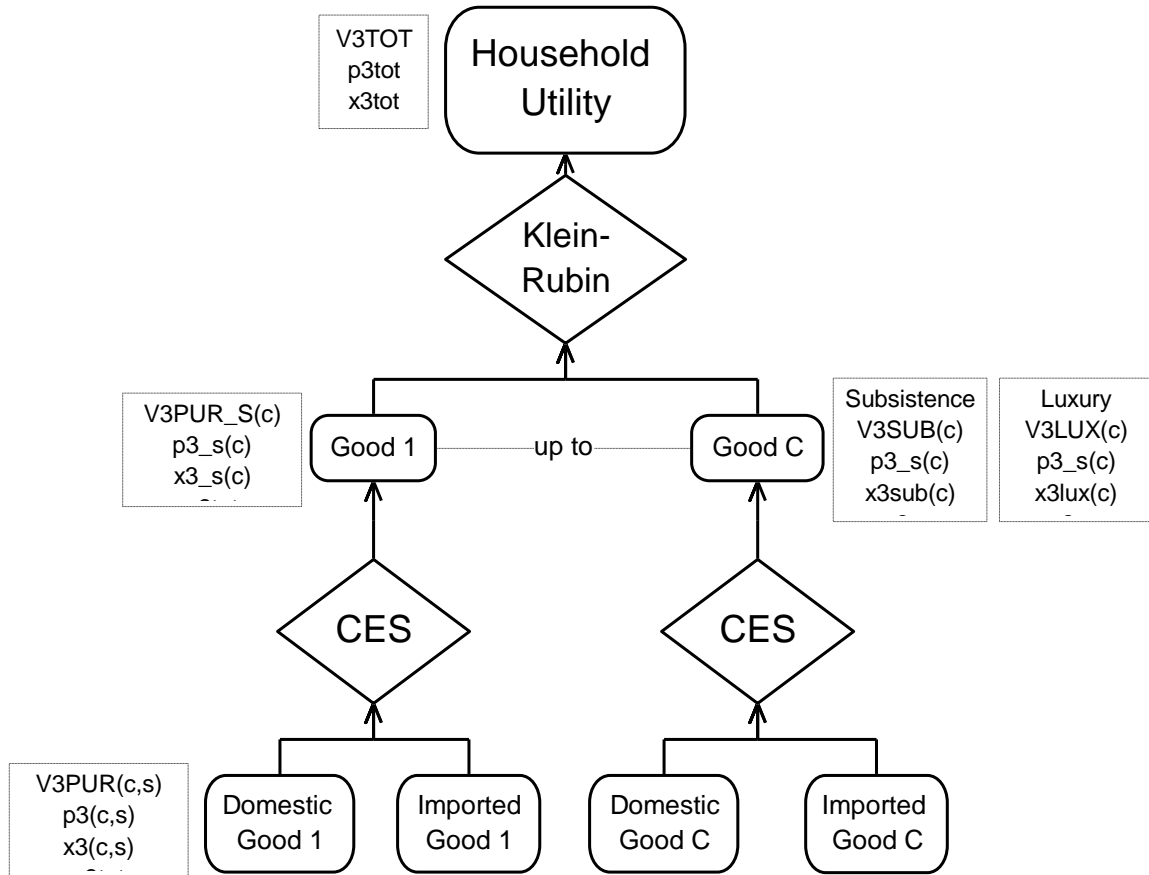 V3TOT
p3tot
x3tot
Household
Utility
Klein-
Rubin
V3PUR_S(c)
p3_s(c)
x3_s(c)
Good 1
up to
Good C
Subsistence
V3SUB(c)
p3_s(c)
x3sub(c)
Luxury
V3LUX(c)
p3_s(c)
x3lux(c)
CES
CES
V3PUR(c,s)
p3(c,s)
x3(c,s)
Domestic
Good 1
Imported
Good 1
Domestic
Good C
Imported
Good C